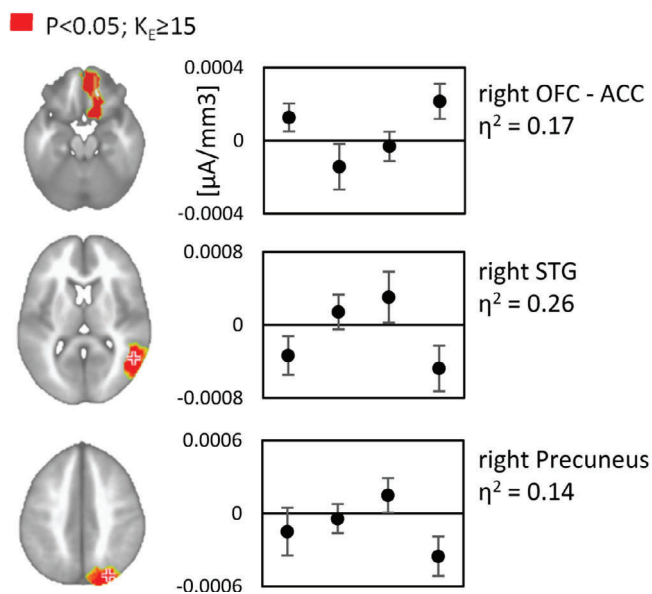 P<0.05; KE≥15
0.0004
[µA/mm3]
0
-0.0004
right OFC - ACC
η² = 0.17
0.0008
0
-0.0008
right STG
η² = 0.26
0.0006
0
-0.0006
right Precuneus
η² = 0.14